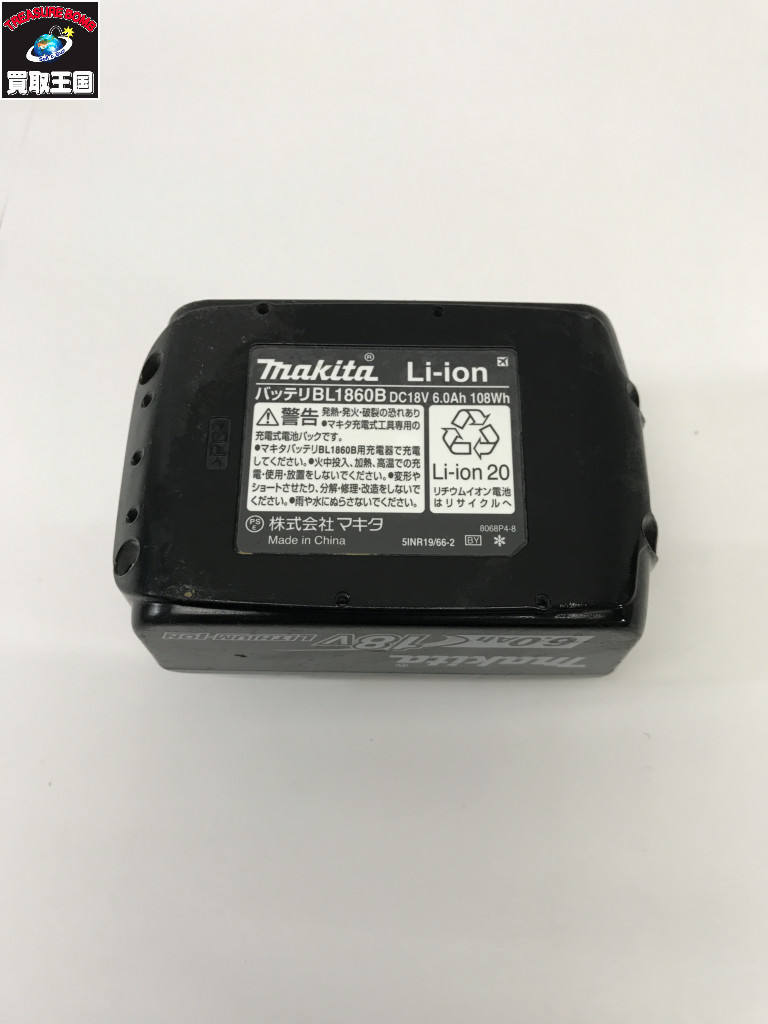 TREASURE BOMB
買取王国
makita® Li-ion
バッテリBL1860B DC18V 6.0Ah 108Wh
警告 発熱・発火・破裂の恐れあり
●マキタ充電式工具専用の
充電式電池パックです。
●マキタバッテリBL1860B用充電器で充電
してください。●火中投入、加熱、高温での充
電・使用・放置をしないでください。●変形や
ショートさせたり、分解・修理・改造をしないで
ください。●雨や水にぬらさないでください。
Li-ion 20
リチウムイオン電池
はリサイクルへ
PSE 株式会社マキタ
8068P4-8
Made in China 5INR19/66-2 BY
makita
6.0Ah 18V LITHIUM-ION